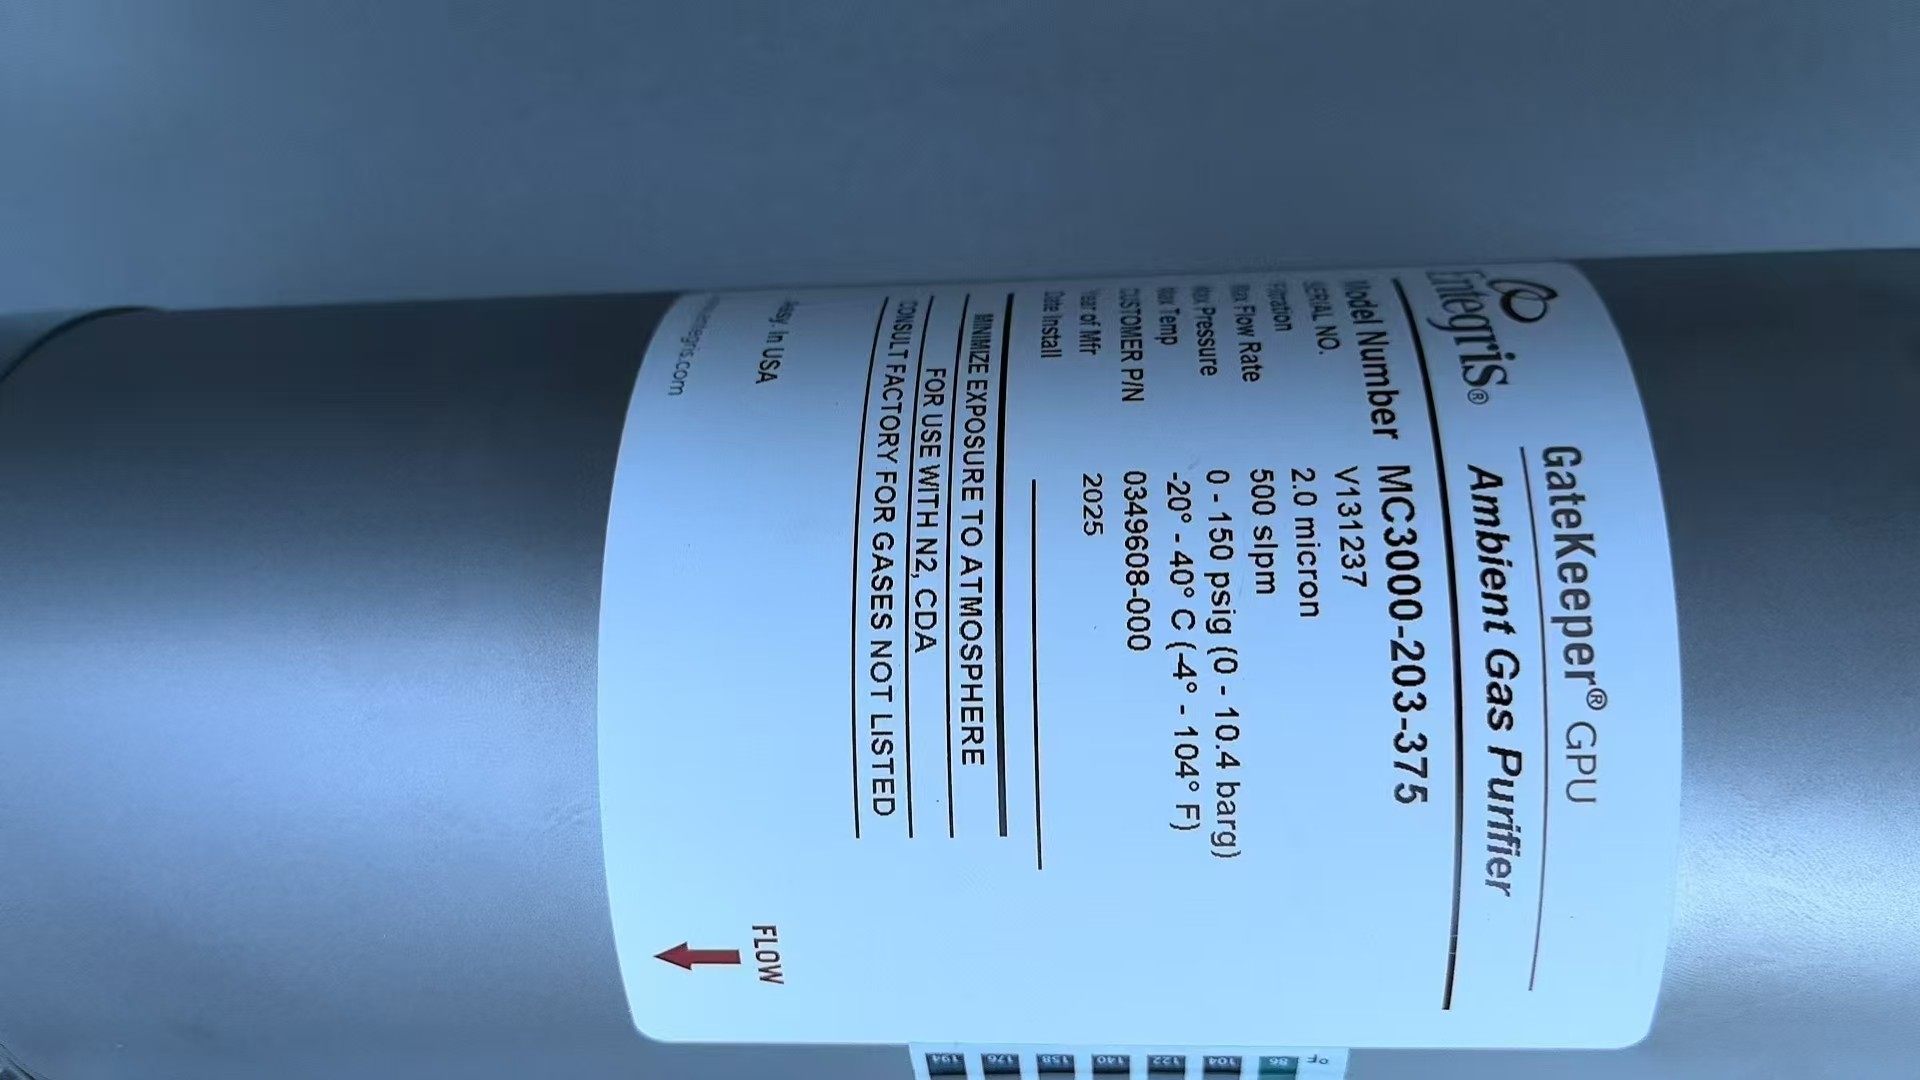 Entegris®
GateKeeper® GPU
Ambient Gas Purifier
Model Number MC3000-203-375
SERIAL NO. V131237
Filtration 2.0 micron
Max Flow Rate 500 slpm
Max Pressure 0 - 150 psig (0 - 10.4 barg)
Max Temp -20° - 40° C (-4° - 104° F)
CUSTOMER P/N 0349608-000
Year of Mfr 2025
Date Install
MINIMIZE EXPOSURE TO ATMOSPHERE
FOR USE WITH N2, CDA
CONSULT FACTORY FOR GASES NOT LISTED
Assy. In USA
FLOW
°F 86 104 122 140 158 176 194